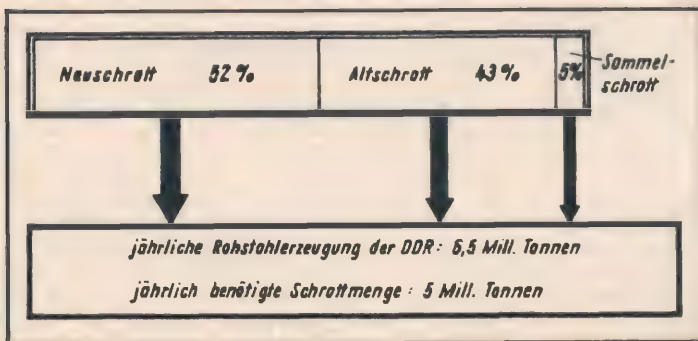 Neuschrott 52 % Altschrott 43 % 5% Sammel-
schrott
jährliche Rohstahlerzeugung der DDR: 6,5 Mill. Tonnen
jährlich benötigte Schrottmenge: 5 Mill. Tonnen